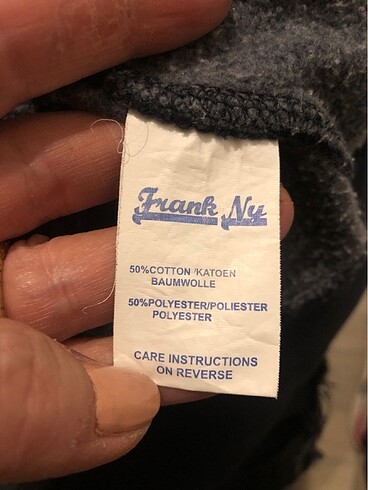 Frank Ny
50%COTTON/KATOEN
BAUMWOLLE
50%POLYESTER/POLIESTER
POLYESTER
CARE INSTRUCTIONS
ON REVERSE